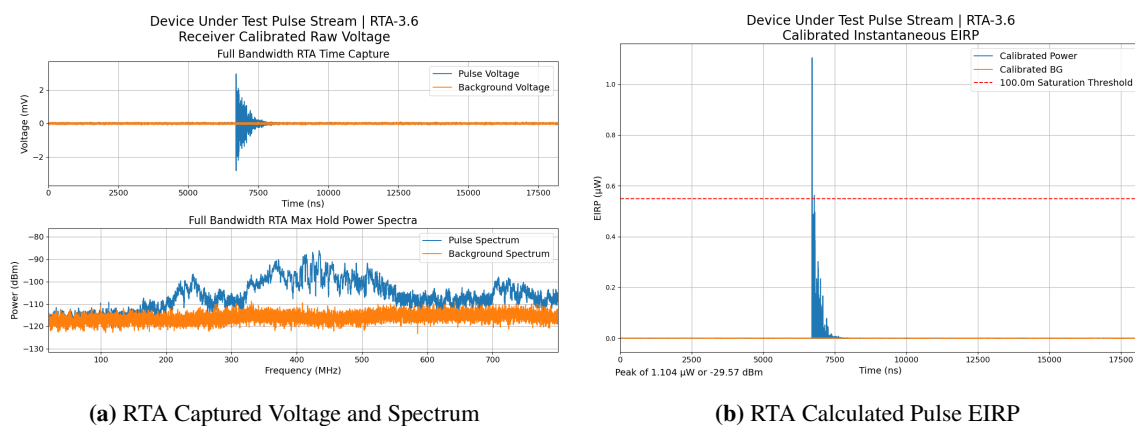 Device Under Test Pulse Stream | RTA-3.6
Receiver Calibrated Raw Voltage
Full Bandwidth RTA Time Capture
Pulse Voltage
Background Voltage
Voltage (mV)
2
0
−2
0
2500
5000
7500
10000
12500
15000
17500
Time (ns)
Full Bandwidth RTA Max Hold Power Spectra
Pulse Spectrum
Background Spectrum
Power (dBm)
−80
−90
−100
−110
−120
−130
100
200
300
400
500
600
700
Frequency (MHz)
(a) RTA Captured Voltage and Spectrum
Device Under Test Pulse Stream | RTA-3.6
Calibrated Instantaneous EIRP
Calibrated Power
Calibrated BG
100.0m Saturation Threshold
EIRP (μW)
1.0
0.8
0.6
0.4
0.2
0.0
0
2500
5000
7500
10000
12500
15000
17500
Time (ns)
Peak of 1.104 μW or -29.57 dBm
(b) RTA Calculated Pulse EIRP